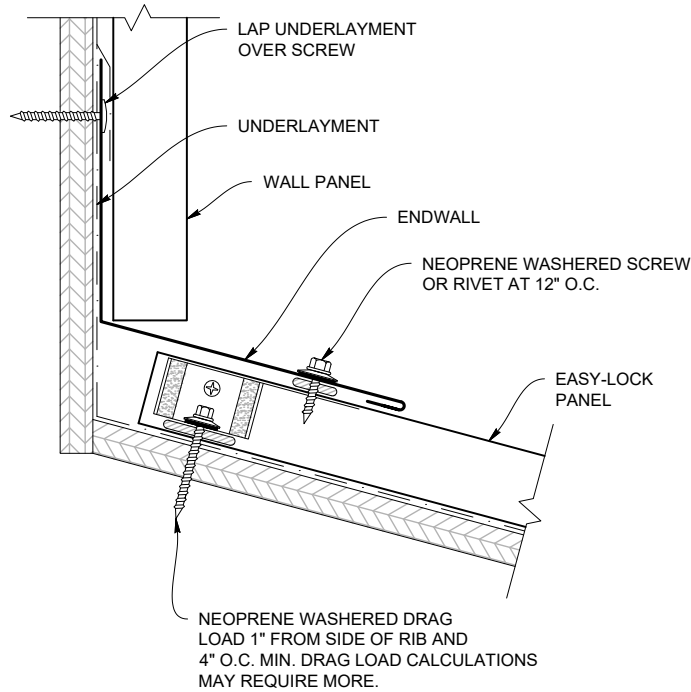 LAP UNDERLAYMENT
OVER SCREW
UNDERLAYMENT
WALL PANEL
ENDWALL
NEOPRENE WASHERED SCREW
OR RIVET AT 12" O.C.
EASY-LOCK
PANEL
NEOPRENE WASHERED DRAG
LOAD 1" FROM SIDE OF RIB AND
4" O.C. MIN. DRAG LOAD CALCULATIONS
MAY REQUIRE MORE.